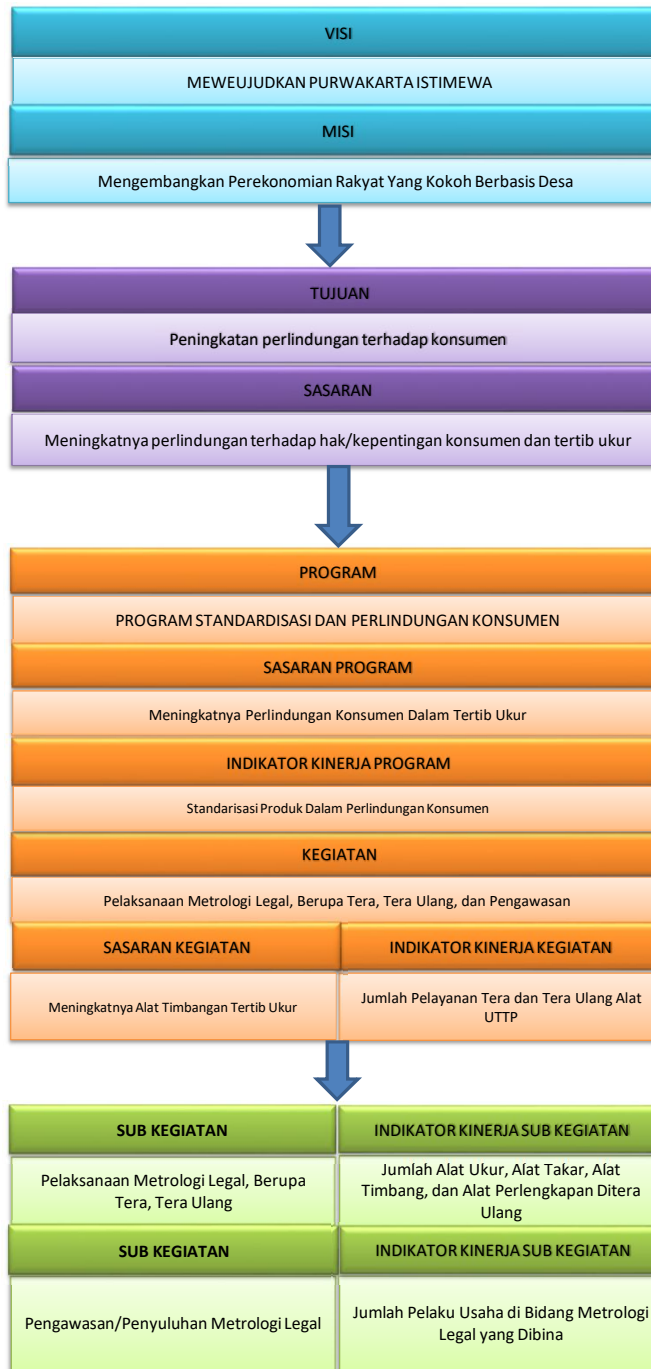 VISI
MEWEUJUDKAN PURWAKARTA ISTIMEWA
MISI
Mengembangkan Perekonomian Rakyat Yang Kokoh Berbasis Desa
TUJUAN
Peningkatan perlindungan terhadap konsumen
SASARAN
Meningkatnya perlindungan terhadap hak/kepentingan konsumen dan tertib ukur
PROGRAM
PROGRAM STANDARDISASI DAN PERLINDUNGAN KONSUMEN
SASARAN PROGRAM
Meningkatnya Perlindungan Konsumen Dalam Tertib Ukur
INDIKATOR KINERJA PROGRAM
Standarisasi Produk Dalam Perlindungan Konsumen
KEGIATAN
Pelaksanaan Metrologi Legal, Berupa Tera, Tera Ulang, dan Pengawasan
SASARAN KEGIATAN
INDIKATOR KINERJA KEGIATAN
Meningkatnya Alat Timbangan Tertib Ukur
Jumlah Pelayanan Tera dan Tera Ulang Alat
UTTP
SUB KEGIATAN
INDIKATOR KINERJA SUB KEGIATAN
Pelaksanaan Metrologi Legal, Berupa
Tera, Tera Ulang
Jumlah Alat Ukur, Alat Takar, Alat
Timbang, dan Alat Perlengkapan Ditera
Ulang
SUB KEGIATAN
INDIKATOR KINERJA SUB KEGIATAN
Pengawasan/Penyuluhan Metrologi Legal
Jumlah Pelaku Usaha di Bidang Metrologi
Legal yang Dibina